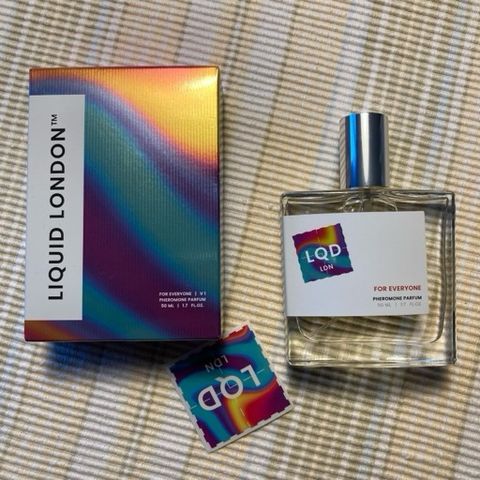 LIQUID LONDON™
FOR EVERYONE | V1
PHEROMONE PARFUM
50 ML | 1.7 FL.OZ.
LQD
LDN
FOR EVERYONE
PHEROMONE PARFUM
50 ML | 1.7 FL.OZ.
LQD
LDN